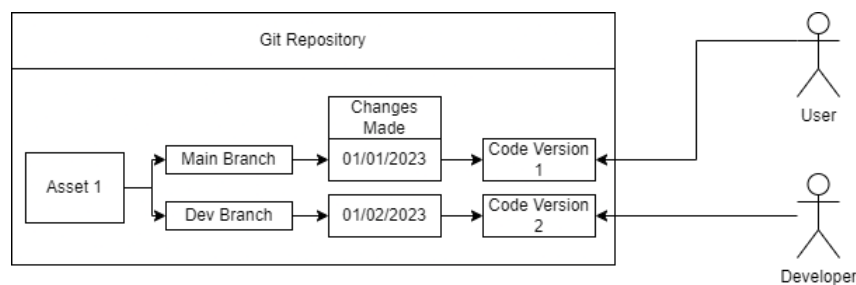 Git Repository
User
Changes
Made
Asset 1
Main Branch
01/01/2023
Code Version
1
Dev Branch
01/02/2023
Code Version
2
Developer